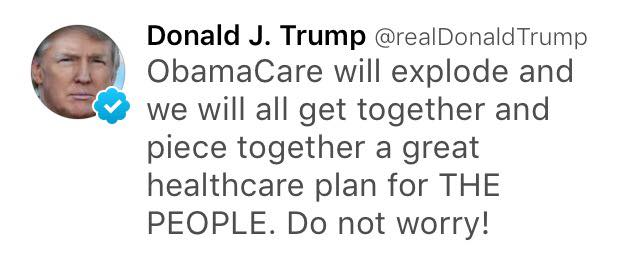 Donald J. Trump @realDonaldTrump
ObamaCare will explode and
we will all get together and
piece together a great
healthcare plan for THE
PEOPLE. Do not worry!